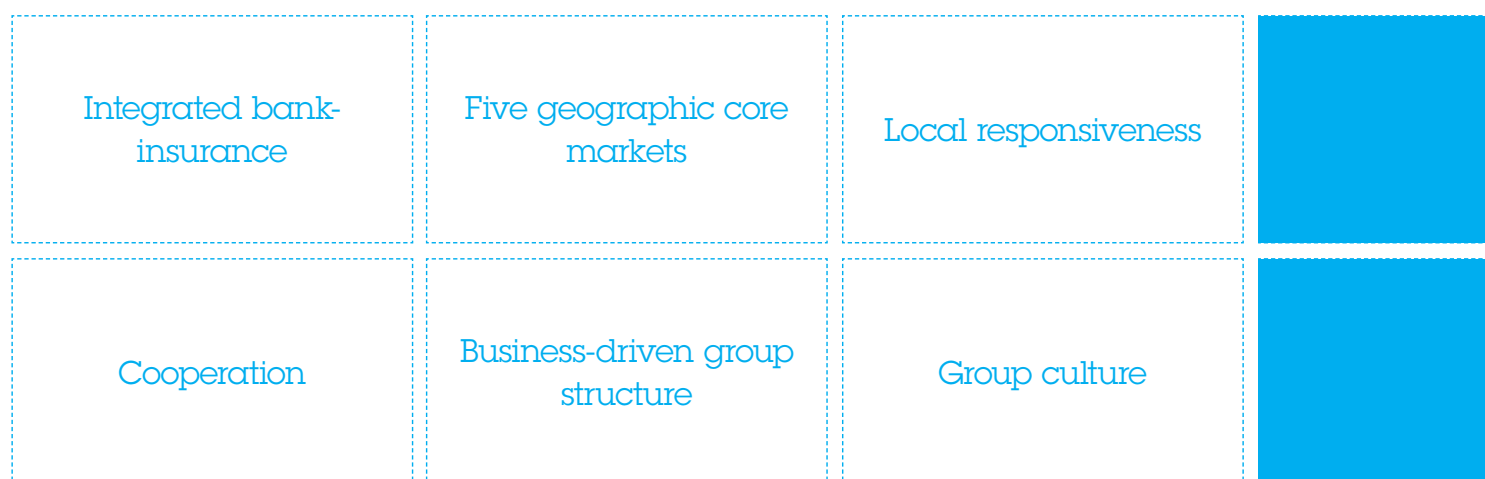 Integrated bank-
insurance
Five geographic core
markets
Local responsiveness
Cooperation
Business-driven group
structure
Group culture